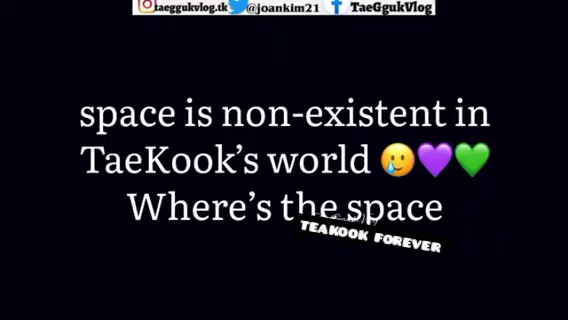 taeggukvlog.tk @joankim21 TaeGgukVlog
space is non-existent in
TaeKook’s world 🥲💜💚
Where’s the space
TEAKOOK FOREVER